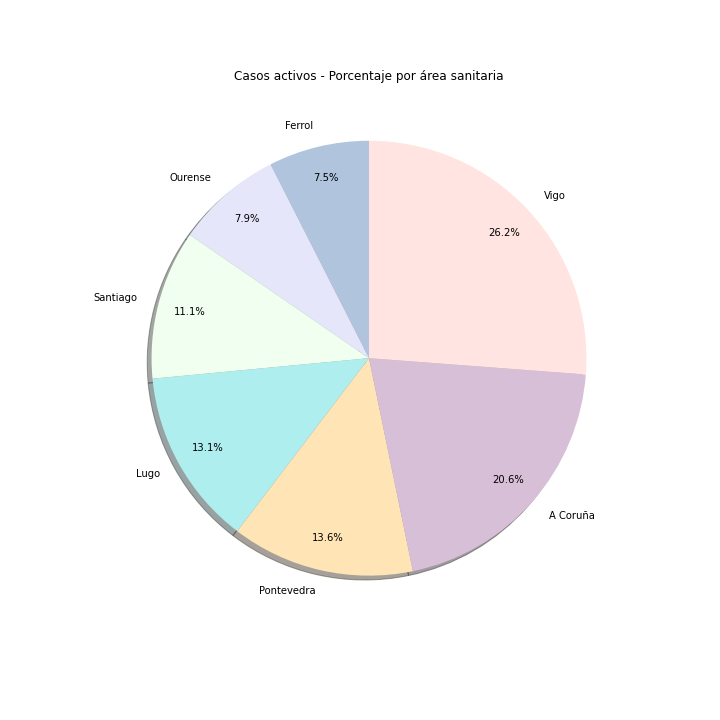 Casos activos - Porcentaje por área sanitaria
Ferrol
7.5%
Ourense
7.9%
Vigo
26.2%
Santiago
11.1%
Lugo
13.1%
A Coruña
20.6%
Pontevedra
13.6%